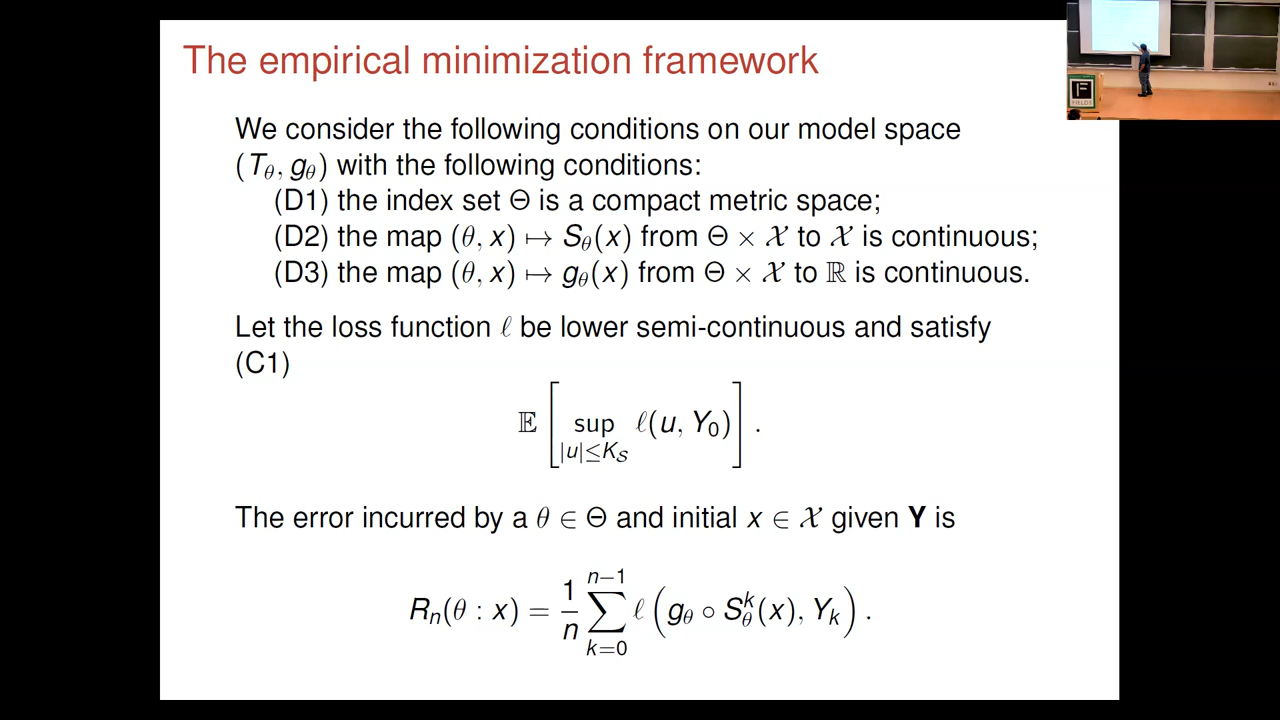 The empirical minimization framework
We consider the following conditions on our model space
(T_θ, g_θ) with the following conditions:
(D1) the index set Θ is a compact metric space;
(D2) the map (θ, x) ↦ S_θ(x) from Θ × 𝒳 to 𝒳 is continuous;
(D3) the map (θ, x) ↦ g_θ(x) from Θ × 𝒳 to ℝ is continuous.
Let the loss function ℓ be lower semi-continuous and satisfy
(C1)
𝔼 [ sup_{|u|≤K_𝒮} ℓ(u, Y_0) ] .
The error incurred by a θ ∈ Θ and initial x ∈ 𝒳 given Y is
R_n(θ : x) = \frac{1}{n} \sum_{k=0}^{n−1} ℓ ( g_θ ∘ S_θ^k(x), Y_k ) .
FIELDS